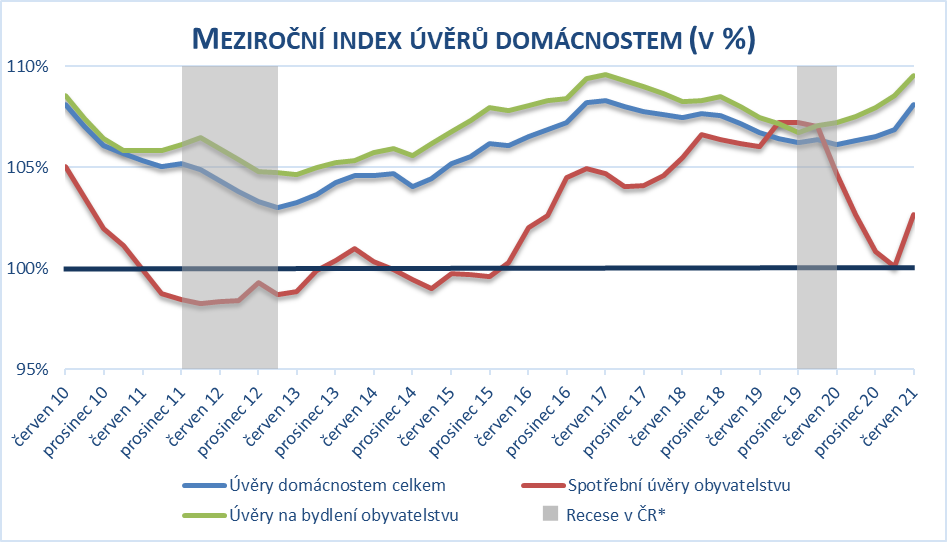 MEZIROČNÍ INDEX ÚVĚRŮ DOMÁCNOSTEM (V %)
110%
105%
100%
95%
červen 10
prosinec 10
červen 11
prosinec 11
červen 12
prosinec 12
červen 13
prosinec 13
červen 14
prosinec 14
červen 15
prosinec 15
červen 16
prosinec 16
červen 17
prosinec 17
červen 18
prosinec 18
červen 19
prosinec 19
červen 20
prosinec 20
červen 21
Úvěry domácnostem celkem
Spotřební úvěry obyvatelstvu
Úvěry na bydlení obyvatelstvu
Recese v ČR*